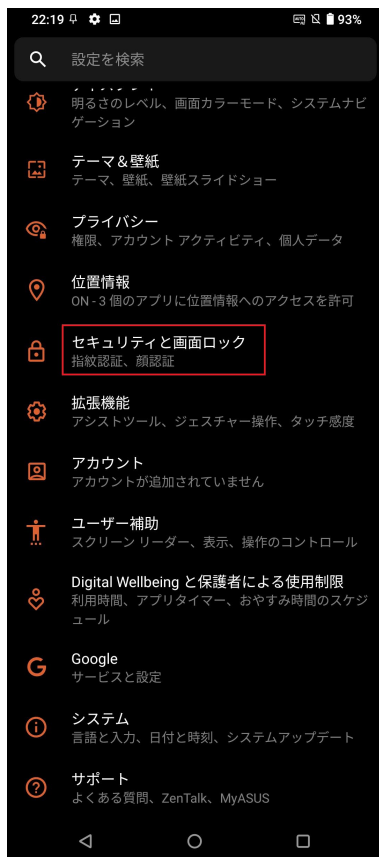 22:19
93%
設定を検索
明るさのレベル、画面カラーモード、システムナビ
ゲーション
テーマ＆壁紙
テーマ、壁紙、壁紙スライドショー
プライバシー
権限、アカウント アクティビティ、個人データ
位置情報
ON - 3 個のアプリに位置情報へのアクセスを許可
セキュリティと画面ロック
指紋認証、顔認証
拡張機能
アシストツール、ジェスチャー操作、タッチ感度
アカウント
アカウントが追加されていません
ユーザー補助
スクリーン リーダー、表示、操作のコントロール
Digital Wellbeing と保護者による使用制限
利用時間、アプリタイマー、おやすみ時間のスケジ
ュール
Google
サービスと設定
システム
言語と入力、日付と時刻、システムアップデート
サポート
よくある質問、ZenTalk、MyASUS